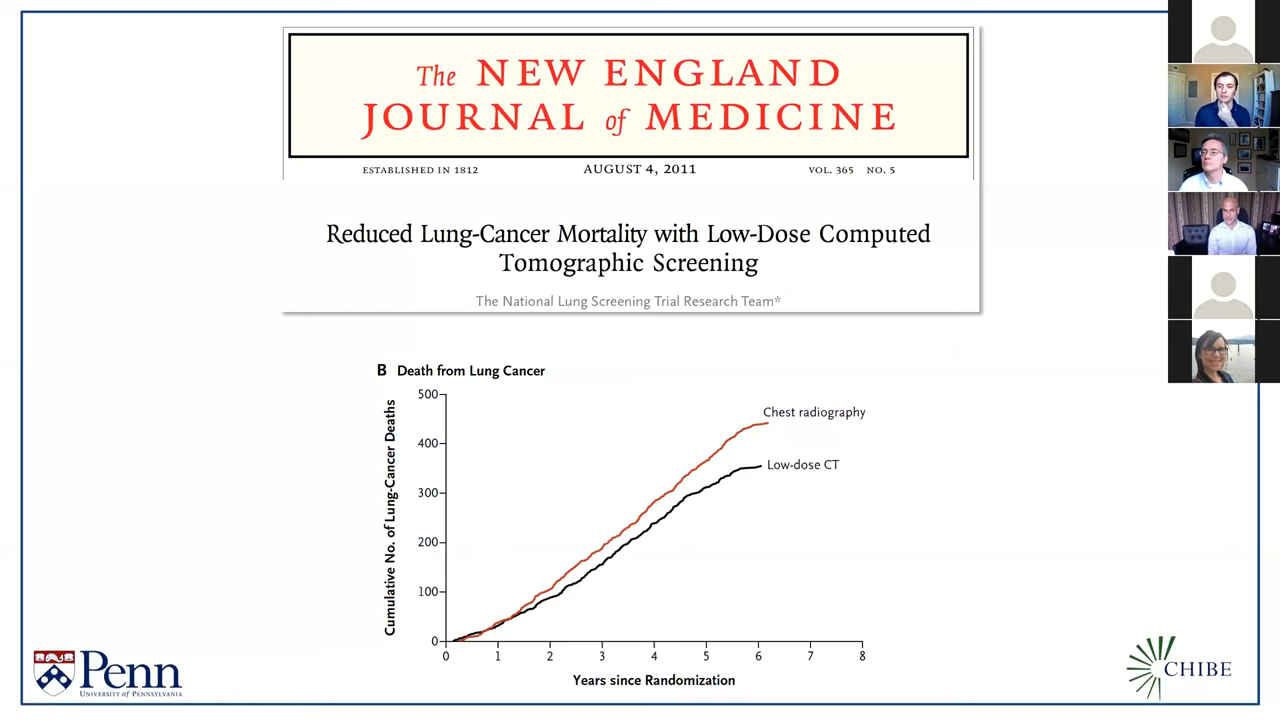 The NEW ENGLAND
JOURNAL of MEDICINE
ESTABLISHED IN 1812
AUGUST 4, 2011
VOL. 365 NO. 5
Reduced Lung-Cancer Mortality with Low-Dose Computed
Tomographic Screening
The National Lung Screening Trial Research Team*
B Death from Lung Cancer
Cumulative No. of Lung-Cancer Deaths
500
400
300
200
100
0
Chest radiography
Low-dose CT
0 1 2 3 4 5 6 7 8
Years since Randomization
Penn
UNIVERSITY of PENNSYLVANIA
CHIBE